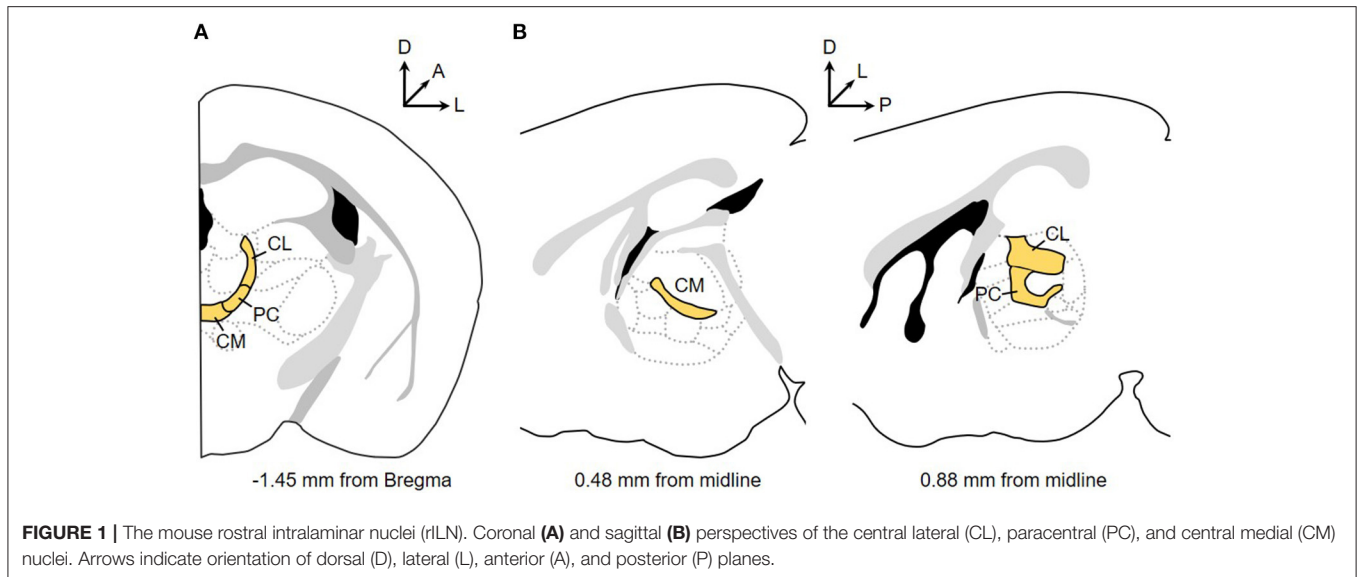 A
D
A
L
CL
PC
CM
-1.45 mm from Bregma
B
CM
0.48 mm from midline
D
L
P
CL
PC
0.88 mm from midline
FIGURE 1 | The mouse rostral intralaminar nuclei (rILN). Coronal (A) and sagittal (B) perspectives of the central lateral (CL), paracentral (PC), and central medial (CM)
nuclei. Arrows indicate orientation of dorsal (D), lateral (L), anterior (A), and posterior (P) planes.